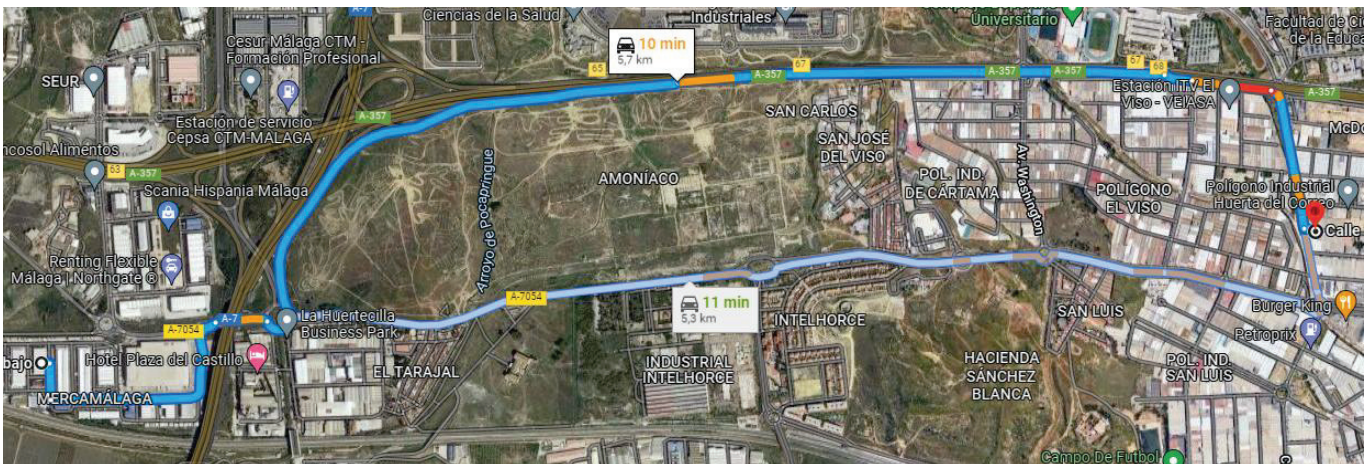 Ciencias de la Salud
A-7
Industriales
Universitario
Facultad de Ci
de la Educa
Cesur Málaga CTM -
Formación Profesional
10 min
5,7 km
SEUR
65
A-357
67
A-357
A-357
67
68
A-357
Estación ITV El
Viso - VEIASA
Estación de servicio
Cepsa CTM-MALAGA
A-357
SAN CARLOS
McDo
ncosol Alimentos
63
A-357
SAN JOSÉ
DEL VISO
Scania Hispania Málaga
Arroyo de Pocapringue
AMONÍACO
POL. IND.
DE CÁRTAMA
Av. Washington
POLÍGONO
EL VISO
Polígono Industrial
Huerta del Correo
Calle
Renting Flexible
Málaga | Northgate ®
A-7054
11 min
5,3 km
A-7054
A-7
La Huertecilla
Business Park
INTELHORCE
SAN LUIS
Burger King
Petroprix
bajo
Hotel Plaza del Castillo
EL TARAJAL
INDUSTRIAL
INTELHORCE
HACIENDA
SÁNCHEZ
BLANCA
POL. IND.
SAN LUIS
MERCAMÁLAGA
Campo De Futbol